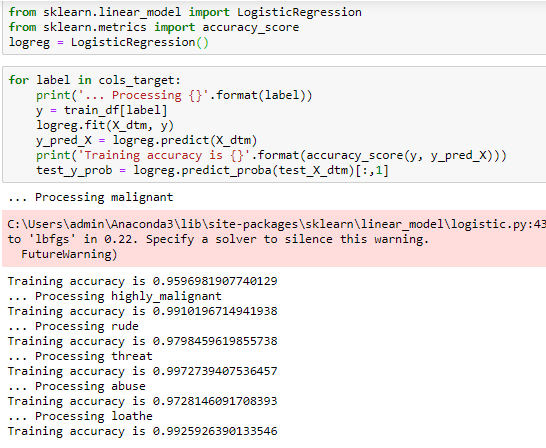 from sklearn.linear_model import LogisticRegression
from sklearn.metrics import accuracy_score
logreg = LogisticRegression()
for label in cols_target:
    print('... Processing {}'.format(label))
    y = train_df[label]
    logreg.fit(X_dtm, y)
    y_pred_X = logreg.predict(X_dtm)
    print('Training accuracy is {}'.format(accuracy_score(y, y_pred_X)))
    test_y_prob = logreg.predict_proba(test_X_dtm)[:,1]
... Processing malignant
C:\Users\admin\Anaconda3\lib\site-packages\sklearn\linear_model\logistic.py:43
to 'lbfgs' in 0.22. Specify a solver to silence this warning.
  FutureWarning)
Training accuracy is 0.9596981907740129
... Processing highly_malignant
Training accuracy is 0.9910196714941938
... Processing rude
Training accuracy is 0.9798459619855738
... Processing threat
Training accuracy is 0.9972739407536457
... Processing abuse
Training accuracy is 0.9728146091708393
... Processing loathe
Training accuracy is 0.9925926390133546